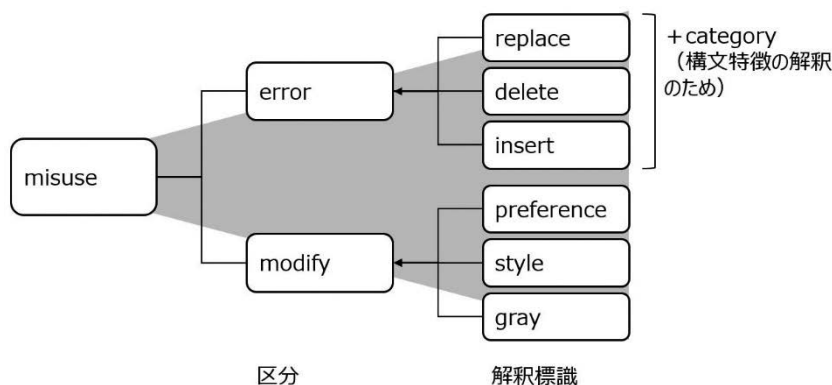 misuse
error
modify
replace
delete
insert
preference
style
gray
+category
（構文特徴の解釈
のため）
区分
解釈標識